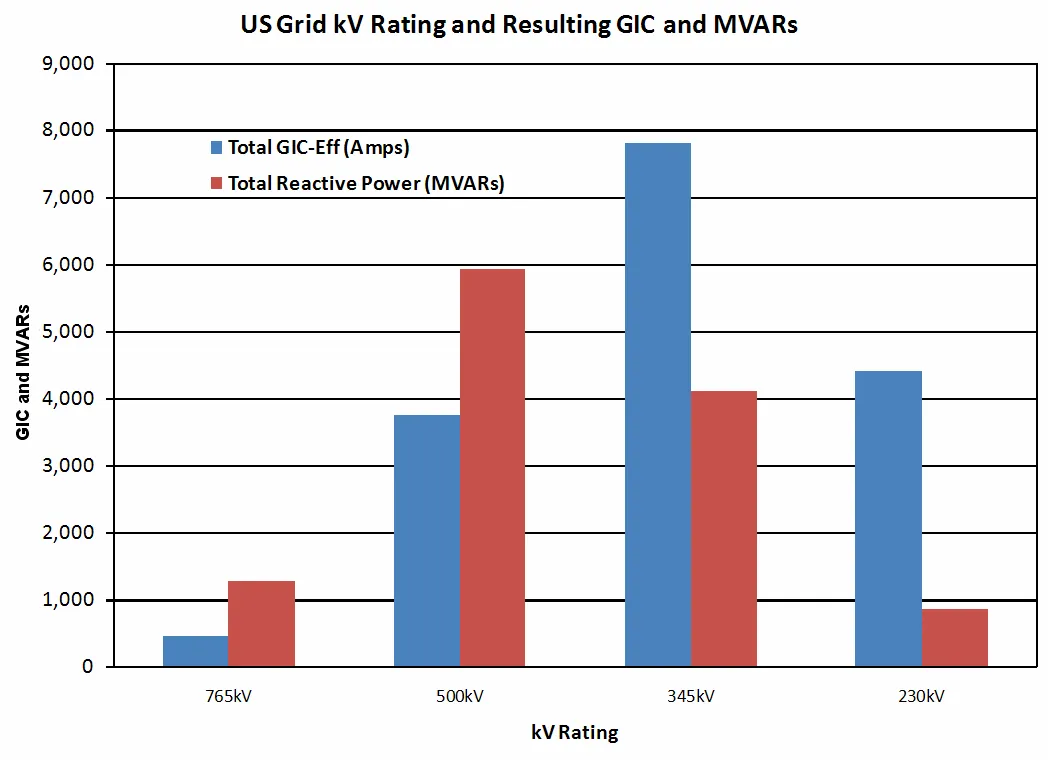 US Grid kV Rating and Resulting GIC and MVARs
9,000
8,000
Total GIC-Eff (Amps)
Total Reactive Power (MVARs)
7,000
6,000
5,000
4,000
3,000
2,000
1,000
0
GIC and MVARs
765kV
500kV
345kV
230kV
kV Rating